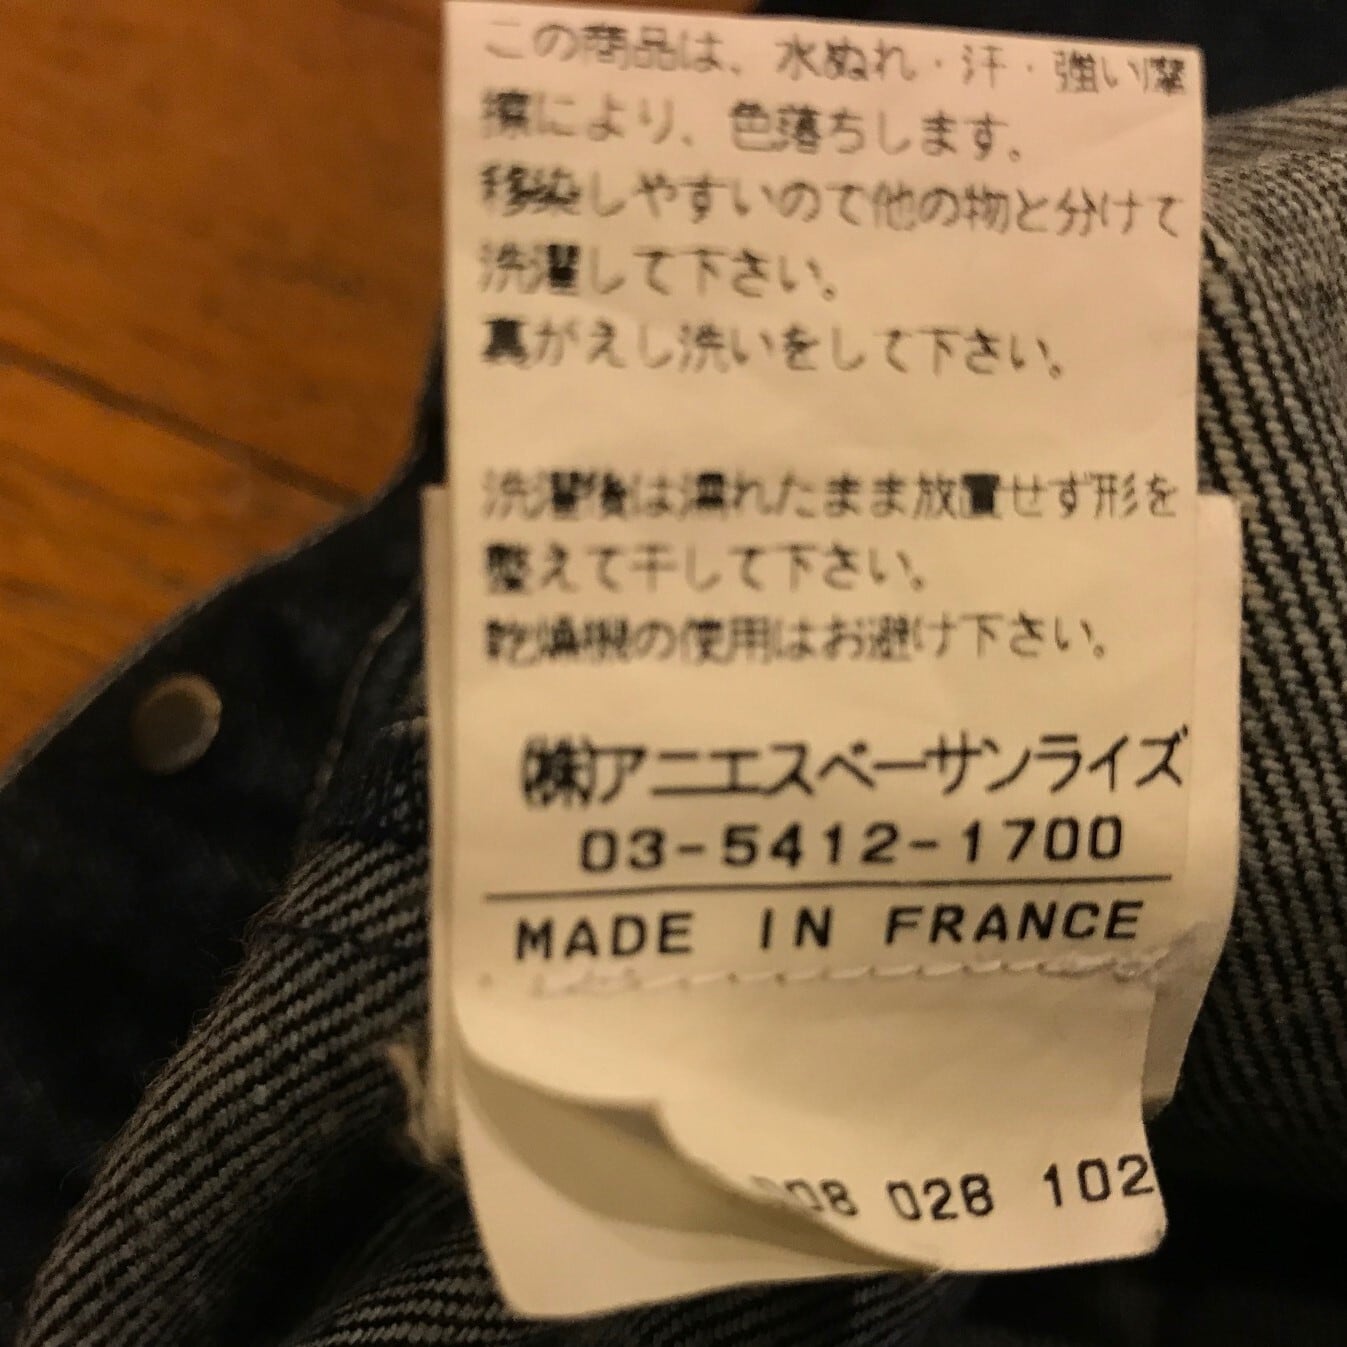 この商品は、水ぬれ・汗・強い摩
擦により、色落ちします。
移染しやすいので他の物と分けて
洗濯して下さい。
裏がえし洗いをして下さい。
洗濯後は濡れたまま放置せず形を
整えて干して下さい。
乾燥機の使用はお避け下さい。
㈱アニエスベーサンライズ
03-5412-1700
MADE IN FRANCE
028 102